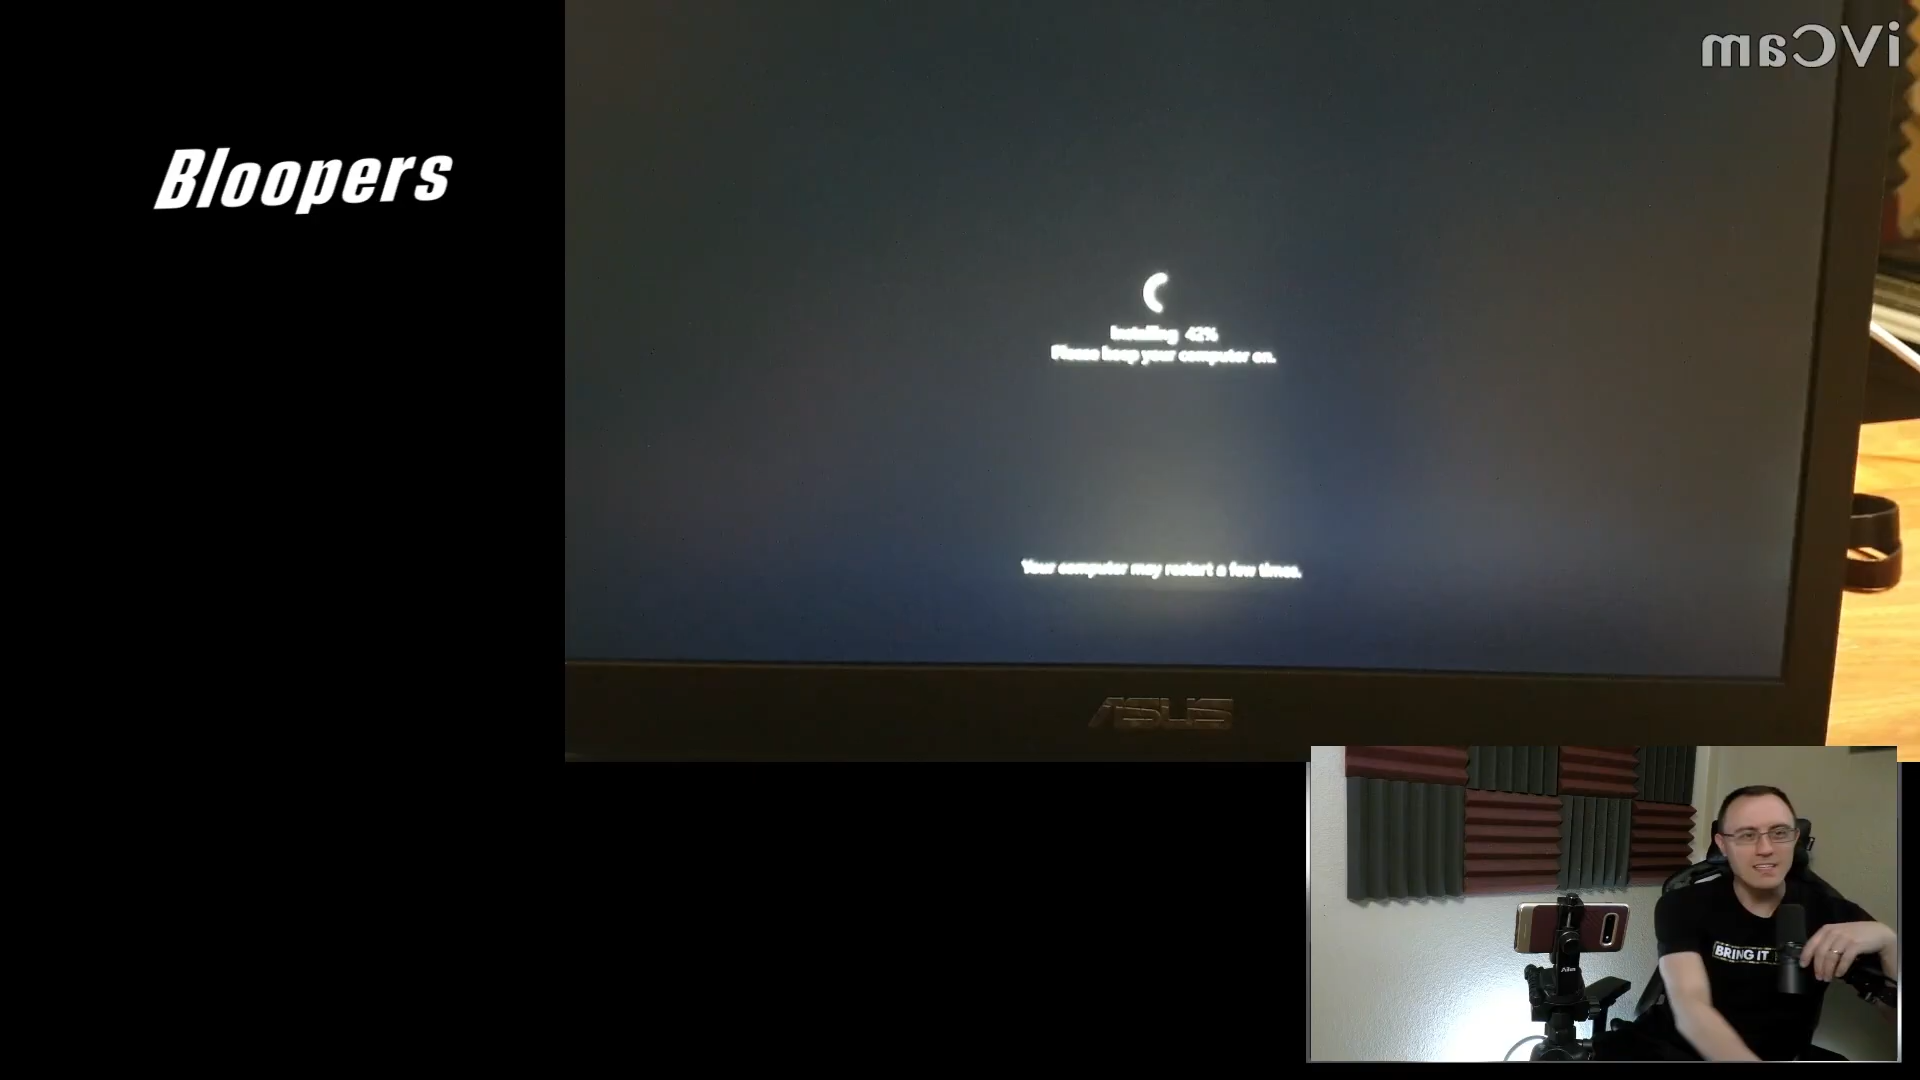 iVCam
Bloopers
Installing 42%
Please keep your computer on.
Your computer may restart a few times.
ASUS
BRING IT